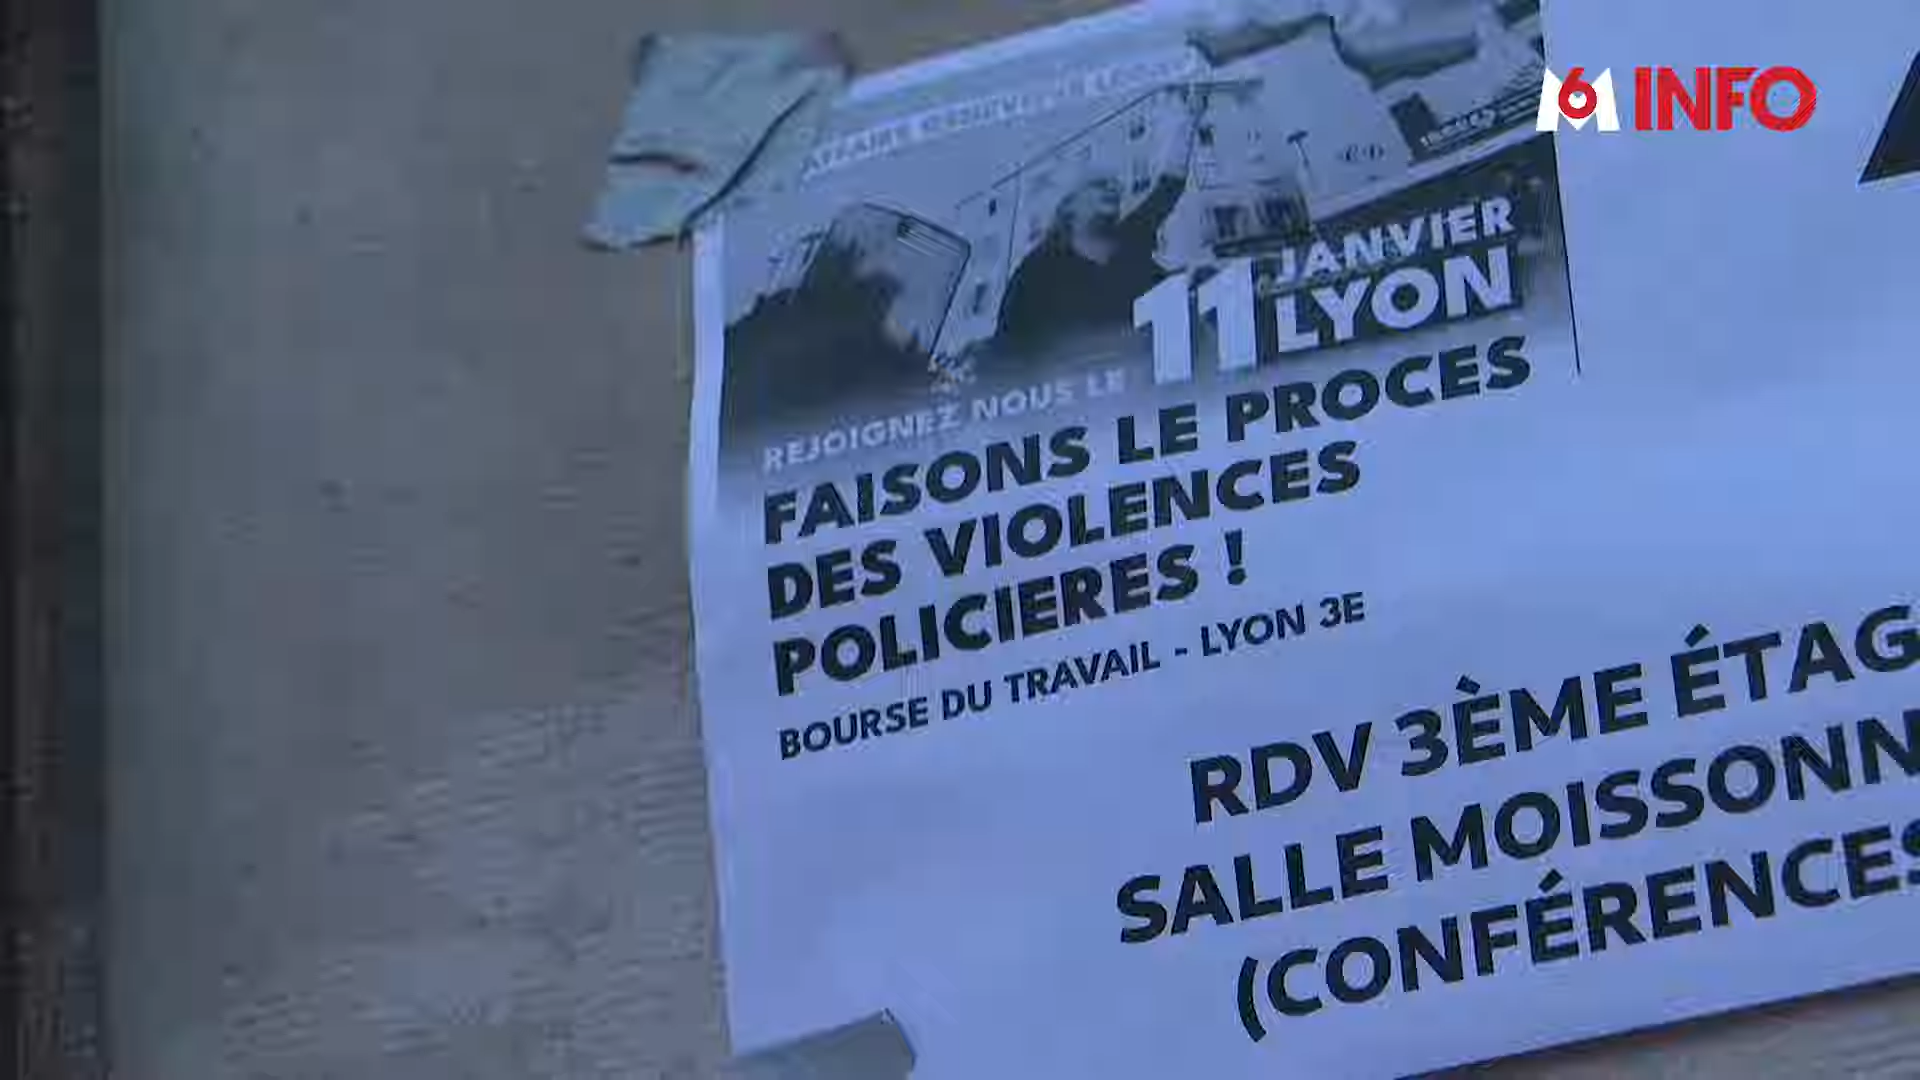 M6 INFO
AFFAIRE
11 JANVIER
LYON
REJOIGNEZ NOUS LE
FAISONS LE PROCES
DES VIOLENCES
POLICIERES !
BOURSE DU TRAVAIL - LYON 3E
RDV 3ÈME ÉTAG
SALLE MOISSONN
(CONFÉRENCES